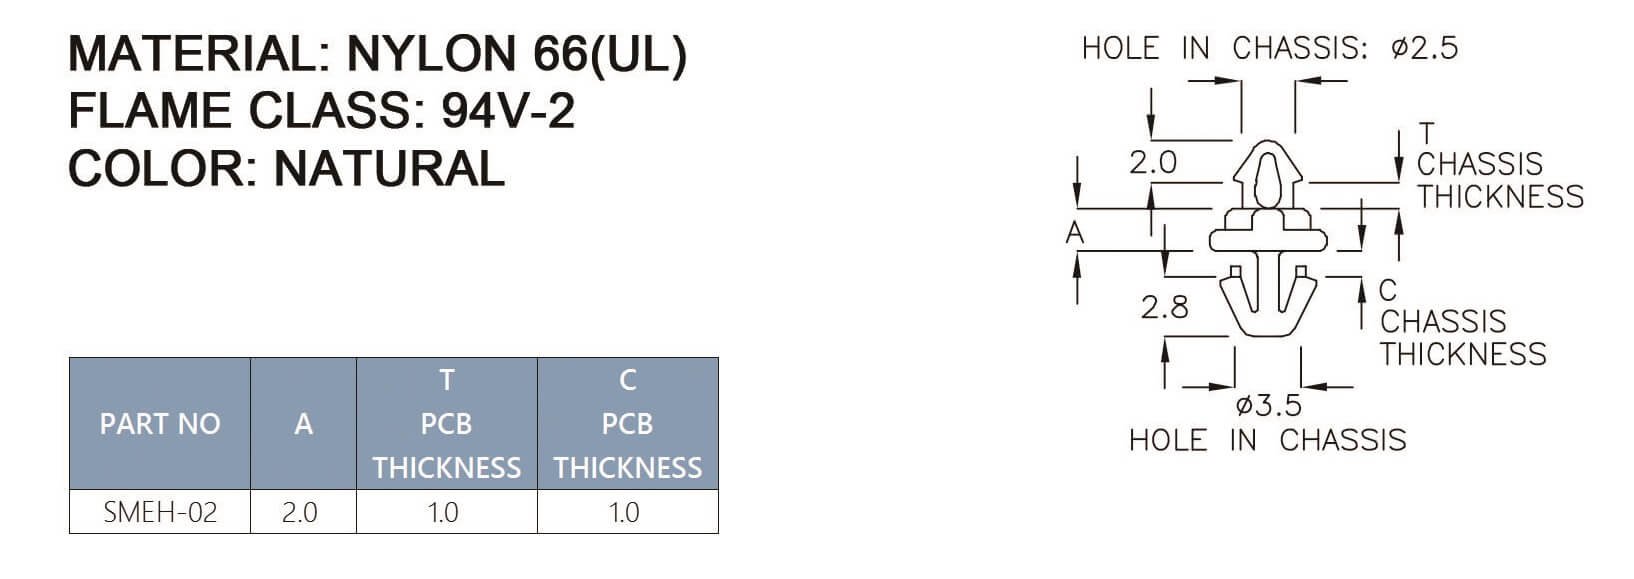 MATERIAL: NYLON 66(UL)
FLAME CLASS: 94V-2
COLOR: NATURAL
PART NO
A
T
PCB
THICKNESS
C
PCB
THICKNESS
SMEH-02
2.0
1.0
1.0
HOLE IN CHASSIS: ø2.5
2.0
T
CHASSIS
THICKNESS
A
2.8
C
CHASSIS
THICKNESS
ø3.5
HOLE IN CHASSIS